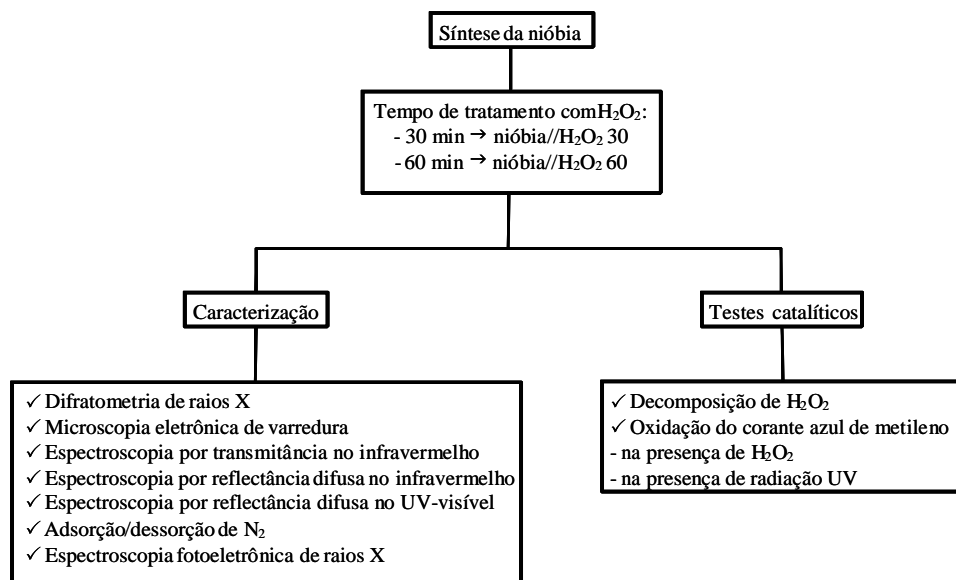 Síntese da nióbia
Tempo de tratamento com H₂O₂:
- 30 min → nióbia//H₂O₂ 30
- 60 min → nióbia//H₂O₂ 60
Caracterização
✓ Difratometria de raios X
✓ Microscopia eletrônica de varredura
✓ Espectroscopia por transmitância no infravermelho
✓ Espectroscopia por reflectância difusa no infravermelho
✓ Espectroscopia por reflectância difusa no UV-visível
✓ Adsorção/dessorção de N₂
✓ Espectroscopia fotoeletrônica de raios X
Testes catalíticos
✓ Decomposição de H₂O₂
✓ Oxidação do corante azul de metileno
- na presença de H₂O₂
- na presença de radiação UV